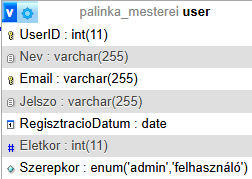 v palinka_mesterei user
UserID : int(11)
Nev : varchar(255)
Email : varchar(255)
Jelszo : varchar(255)
RegisztracioDatum : date
# Eletkor : int(11)
Szerepkor : enum('admin','felhasználó')